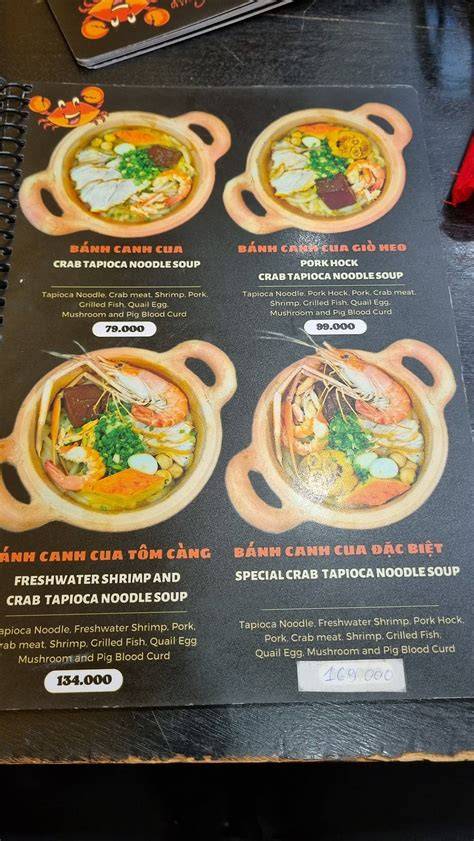 BÁNH CANH CUA
CRAB TAPIOCA NOODLE SOUP
Tapioca Noodle, Crab meat, Shrimp, Pork,
Grilled Fish, Quail Egg,
Mushroom and Pig Blood Curd
79.000
BÁNH CANH CUA GIÒ HEO
PORK HOCK
CRAB TAPIOCA NOODLE SOUP
Tapioca Noodle, Pork Hock, Pork, Crab meat,
Shrimp, Grilled Fish, Quail Egg,
Mushroom and Pig Blood Curd
99.000
ÁNH CANH CUA TÔM CÀNG
FRESHWATER SHRIMP AND
CRAB TAPIOCA NOODLE SOUP
apioca Noodle, Freshwater Shrimp, Pork,
rab meat, Shrimp, Grilled Fish, Quail Egg,
Mushroom and Pig Blood Curd
134.000
BÁNH CANH CUA ĐẶC BIỆT
SPECIAL CRAB TAPIOCA NOODLE SOUP
Tapioca Noodle, Freshwater Shrimp, Pork Hock,
Pork, Crab meat, Shrimp, Grilled Fish,
Quail Egg, Mushroom and Pig Blood Curd
169.000